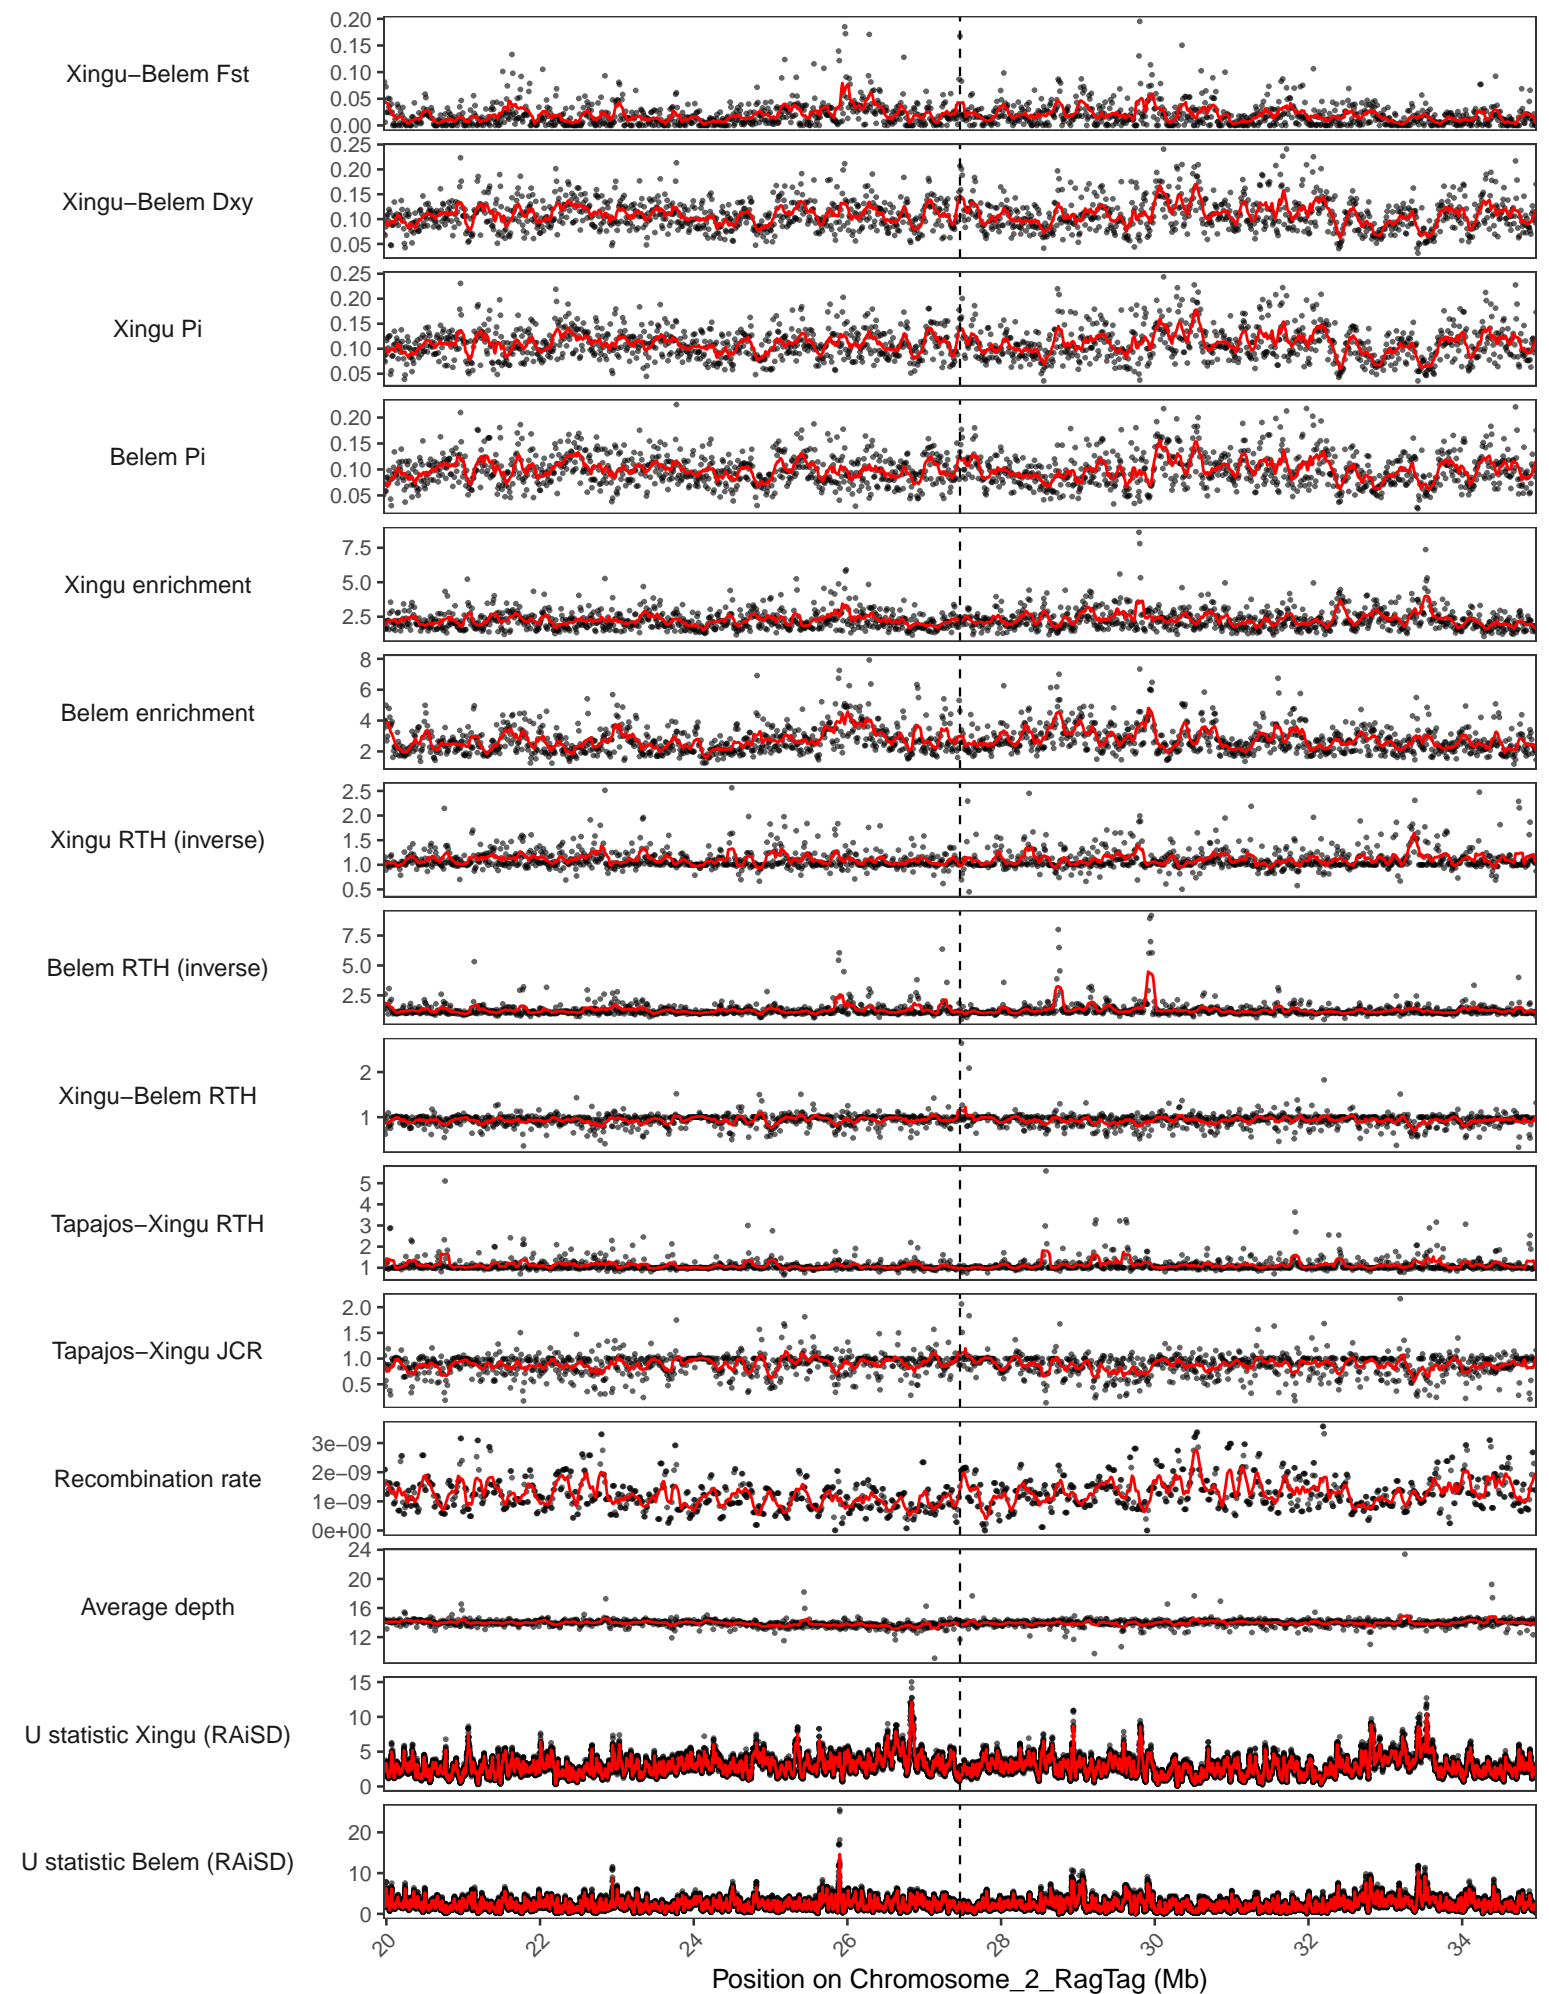 Xingu−Belem Fst
0.20
0.15
0.10
0.05
0.00
Xingu−Belem Dxy
0.25
0.20
0.15
0.10
0.05
Xingu Pi
0.25
0.20
0.15
0.10
0.05
Belem Pi
0.20
0.15
0.10
0.05
Xingu enrichment
7.5
5.0
2.5
Belem enrichment
8
6
4
2
Xingu RTH (inverse)
2.5
2.0
1.5
1.0
0.5
Belem RTH (inverse)
7.5
5.0
2.5
Xingu−Belem RTH
2
1
Tapajos−Xingu RTH
5
4
3
2
1
Tapajos−Xingu JCR
2.0
1.5
1.0
0.5
Recombination rate
3e−09
2e−09
1e−09
0e+00
Average depth
24
20
16
12
U statistic Xingu (RAiSD)
15
10
5
0
U statistic Belem (RAiSD)
20
10
0
20 22 24 26 28 30 32 34
Position on Chromosome_2_RagTag (Mb)